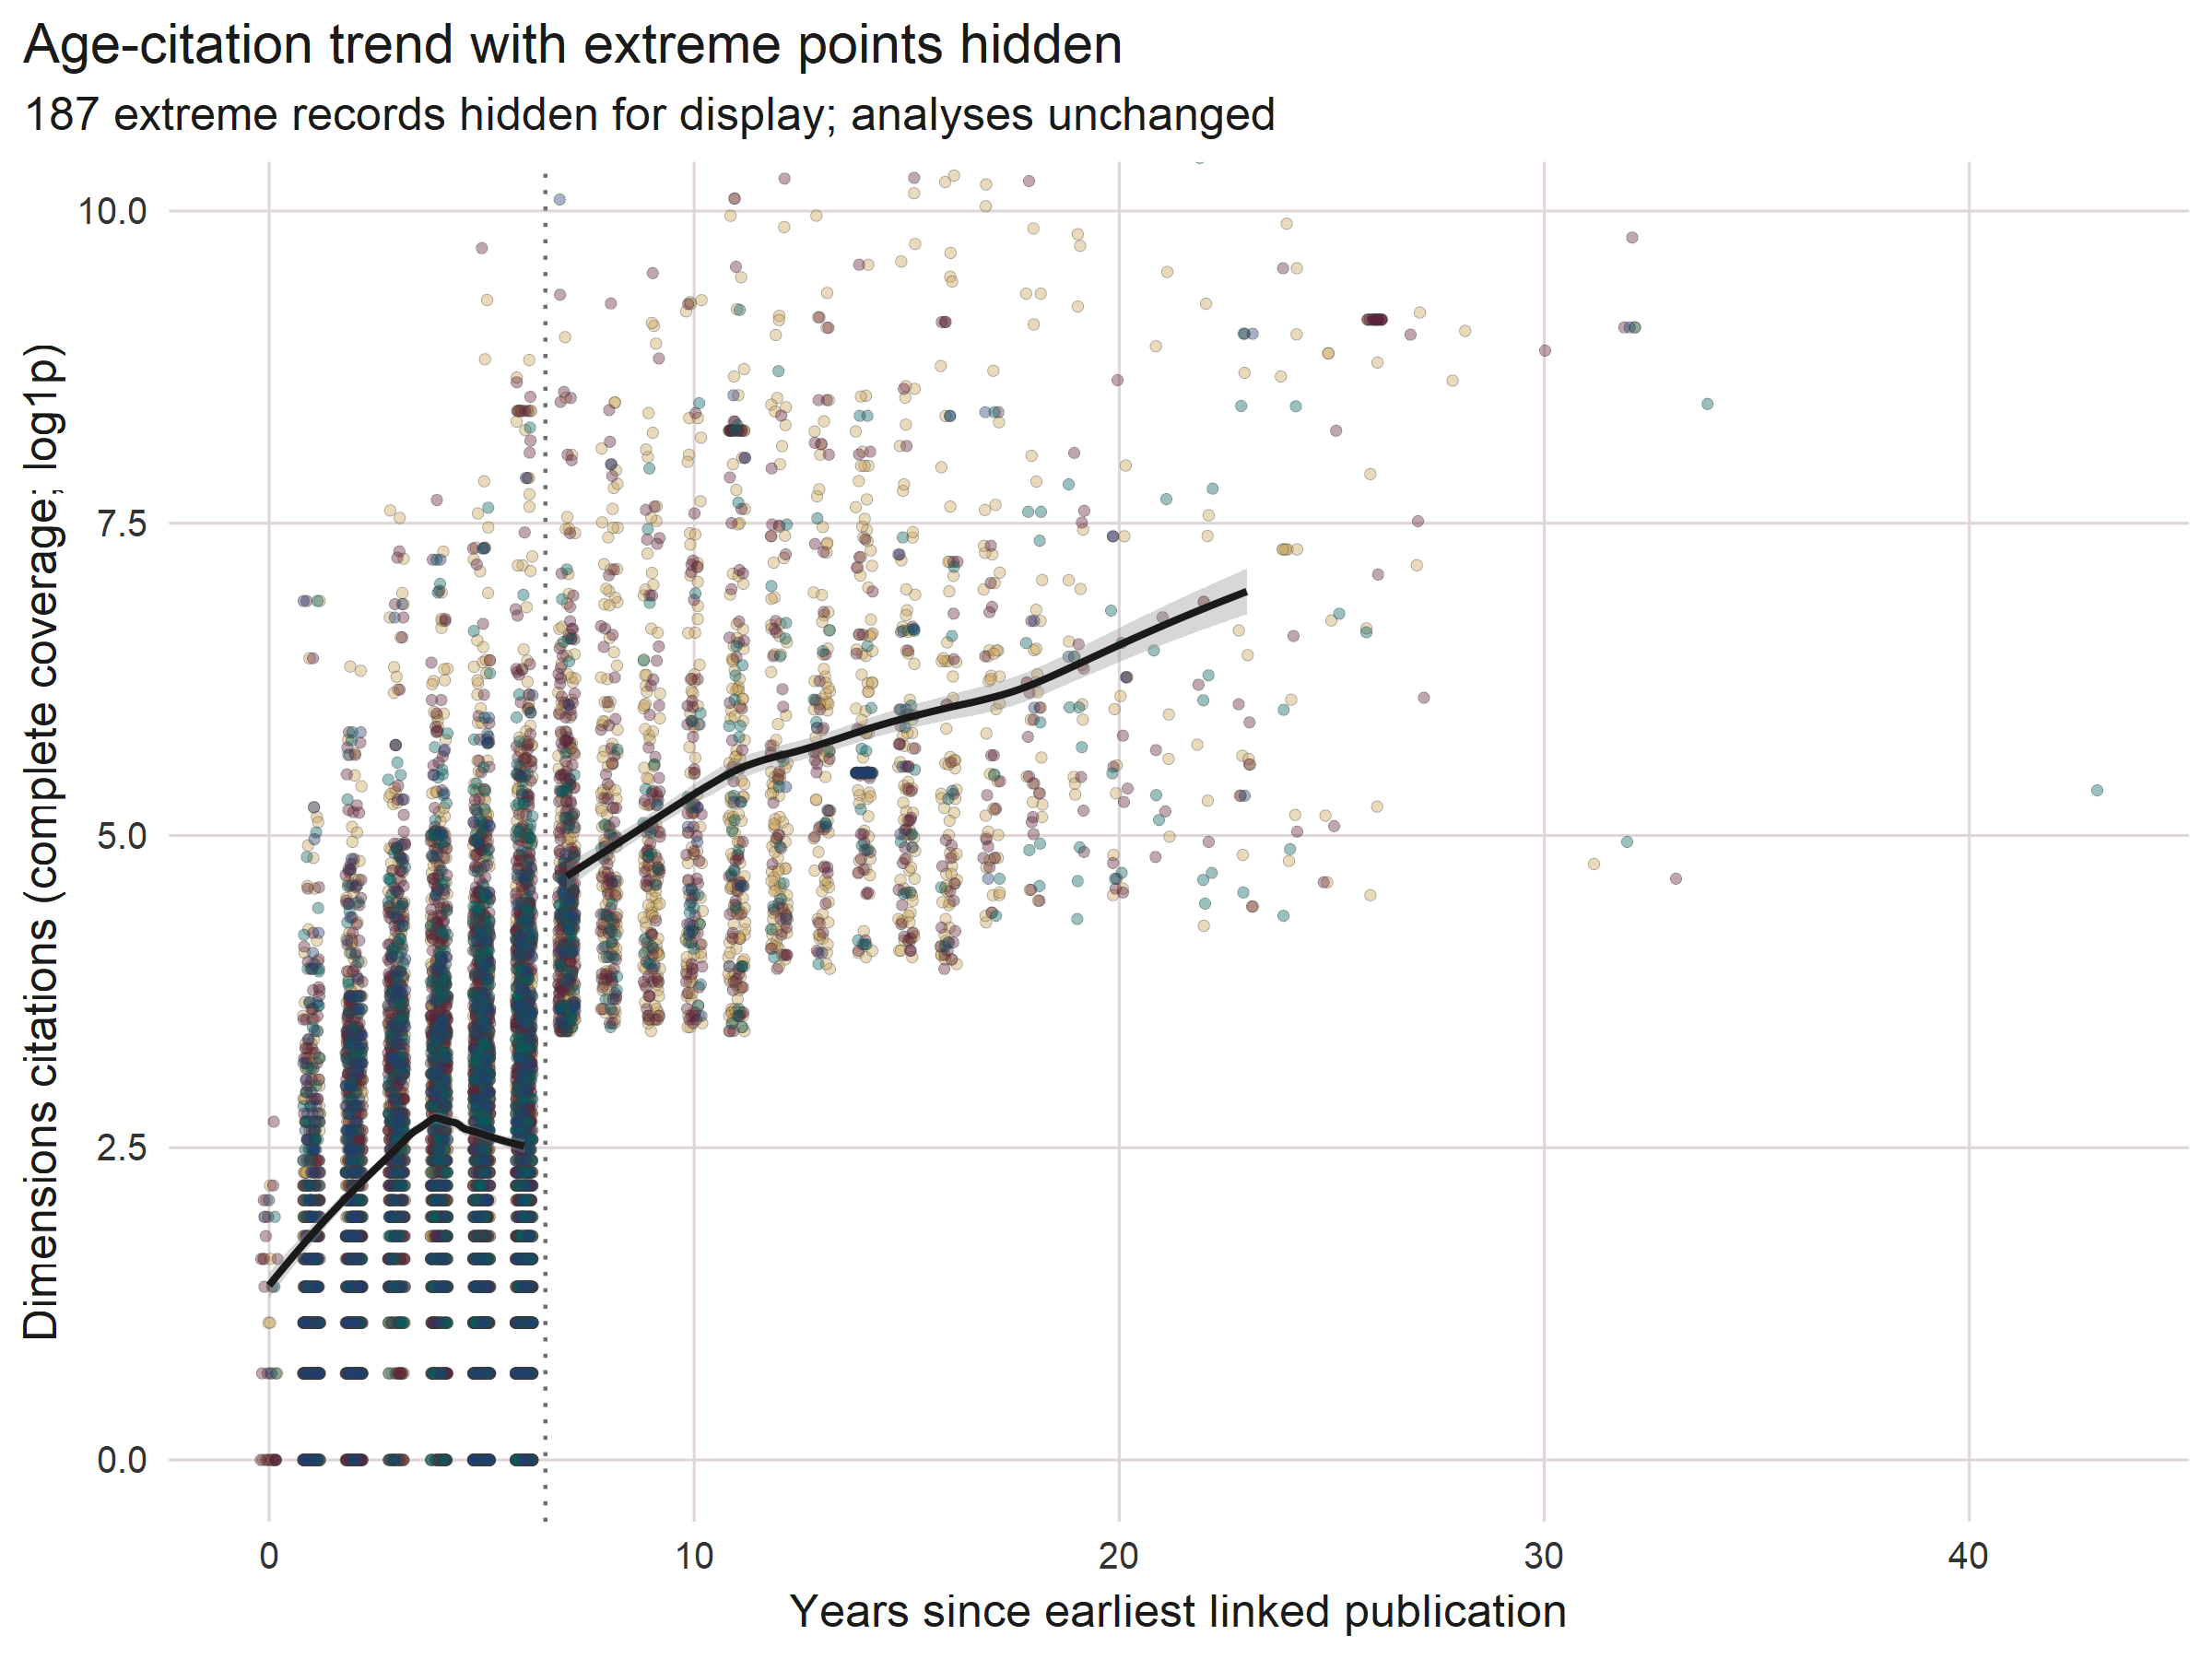 Age-citation trend with extreme points hidden
187 extreme records hidden for display; analyses unchanged
Dimensions citations (complete coverage; log1p)
10.0
7.5
5.0
2.5
0.0
0
10
20
30
40
Years since earliest linked publication